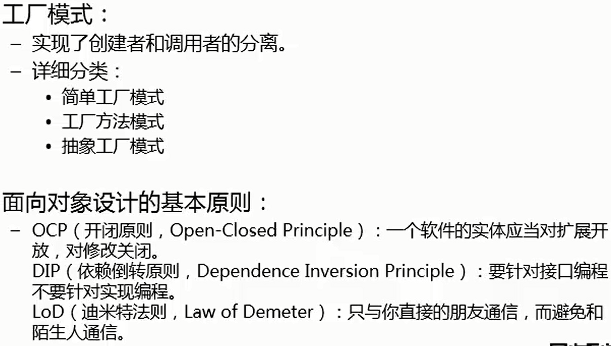 工厂模式：
– 实现了创建者和调用者的分离。
– 详细分类：
• 简单工厂模式
• 工厂方法模式
• 抽象工厂模式
面向对象设计的基本原则：
– OCP（开闭原则，Open-Closed Principle）：一个软件的实体应当对扩展开
放，对修改关闭。
DIP（依赖倒转原则，Dependence Inversion Principle）：要针对接口编程
不要针对实现编程。
LoD（迪米特法则，Law of Demeter）：只与你直接的朋友通信，而避免和
陌生人通信。